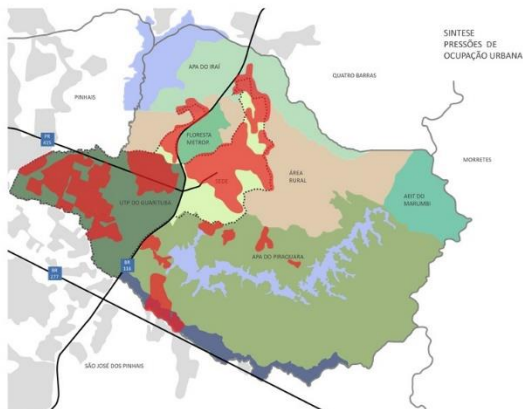 SINTESE
PRESSÕES DE
OCUPAÇÃO URBANA
APA DO IRAÍ
QUATRO BARRAS
PINHAIS
FLORESTA
METROP.
PR
415
MORRETES
SEDE
ÁREA
RURAL
AEIT DO
MARUMBI
UTP DO GUARITUBA
APA DO PIRAQUARA
BR
116
BR
277
SÃO JOSÉ DOS PINHAIS